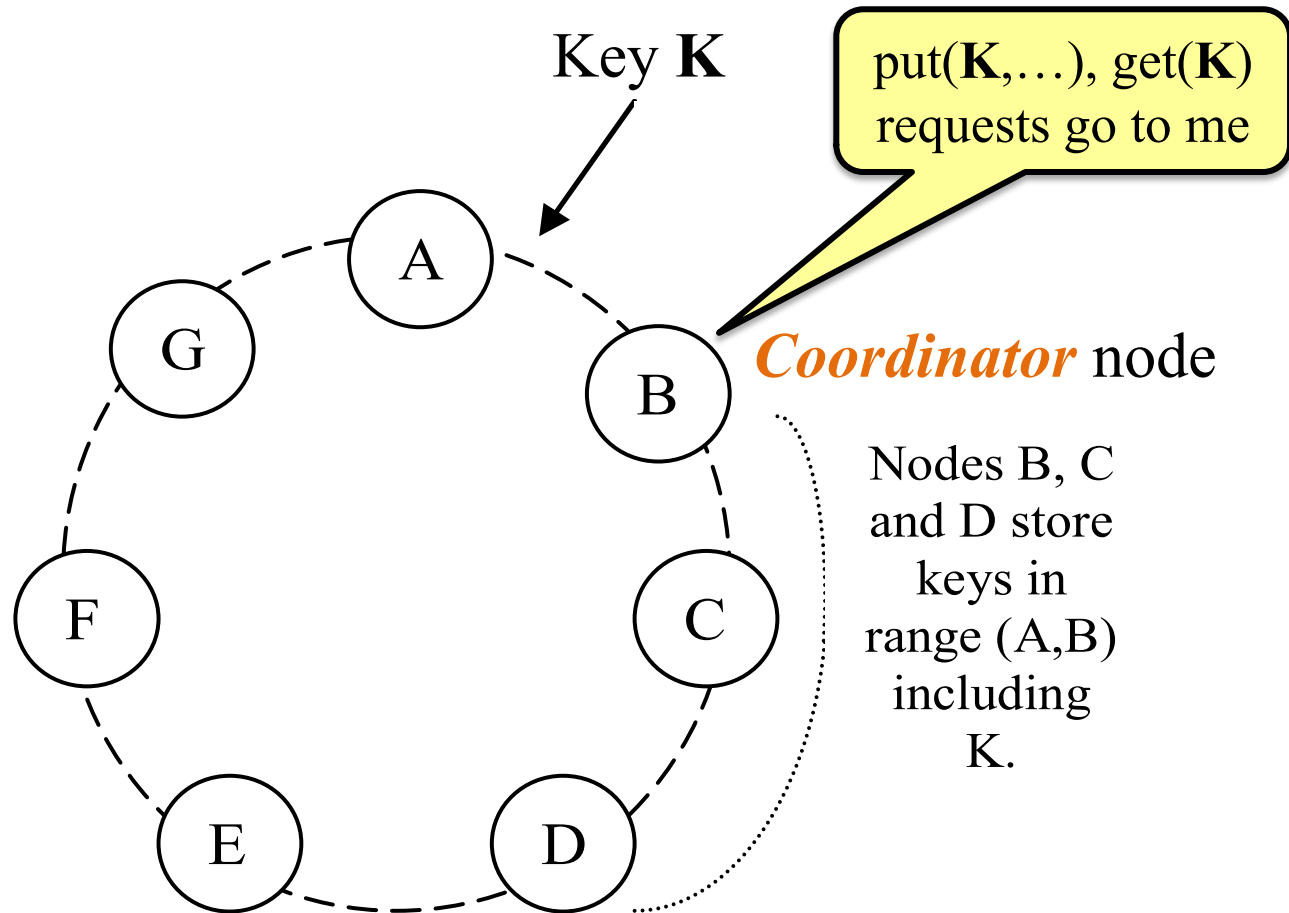 Key K
put(K,…), get(K)
requests go to me
A
G
B
Coordinator node
Nodes B, C
and D store
keys in
range (A,B)
including
K.
F
C
E
D